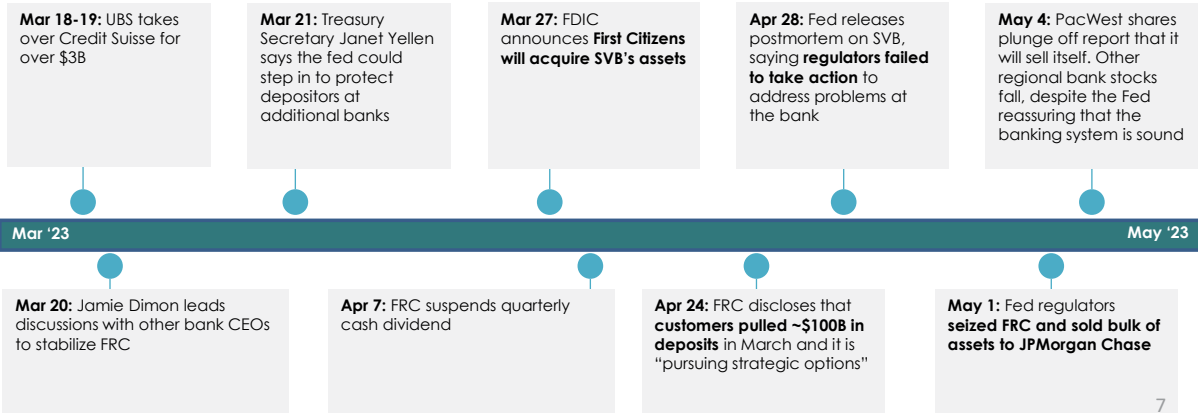 Mar 18-19: UBS takes
over Credit Suisse for
over $3B
Mar 21: Treasury
Secretary Janet Yellen
says the fed could
step in to protect
depositors at
additional banks
Mar 27: FDIC
announces First Citizens
will acquire SVB's assets
Apr 28: Fed releases
postmortem on SVB,
saying regulators failed
to take action to
address problems at
the bank
May 4: PacWest shares
plunge off report that it
will sell itself. Other
regional bank stocks
fall, despite the Fed
reassuring that the
banking system is sound
Mar ‘23
May ‘23
Mar 20: Jamie Dimon leads
discussions with other bank CEOs
to stabilize FRC
Apr 7: FRC suspends quarterly
cash dividend
Apr 24: FRC discloses that
customers pulled ~$100B in
deposits in March and it is
“pursuing strategic options”
May 1: Fed regulators
seized FRC and sold bulk of
assets to JPMorgan Chase
7